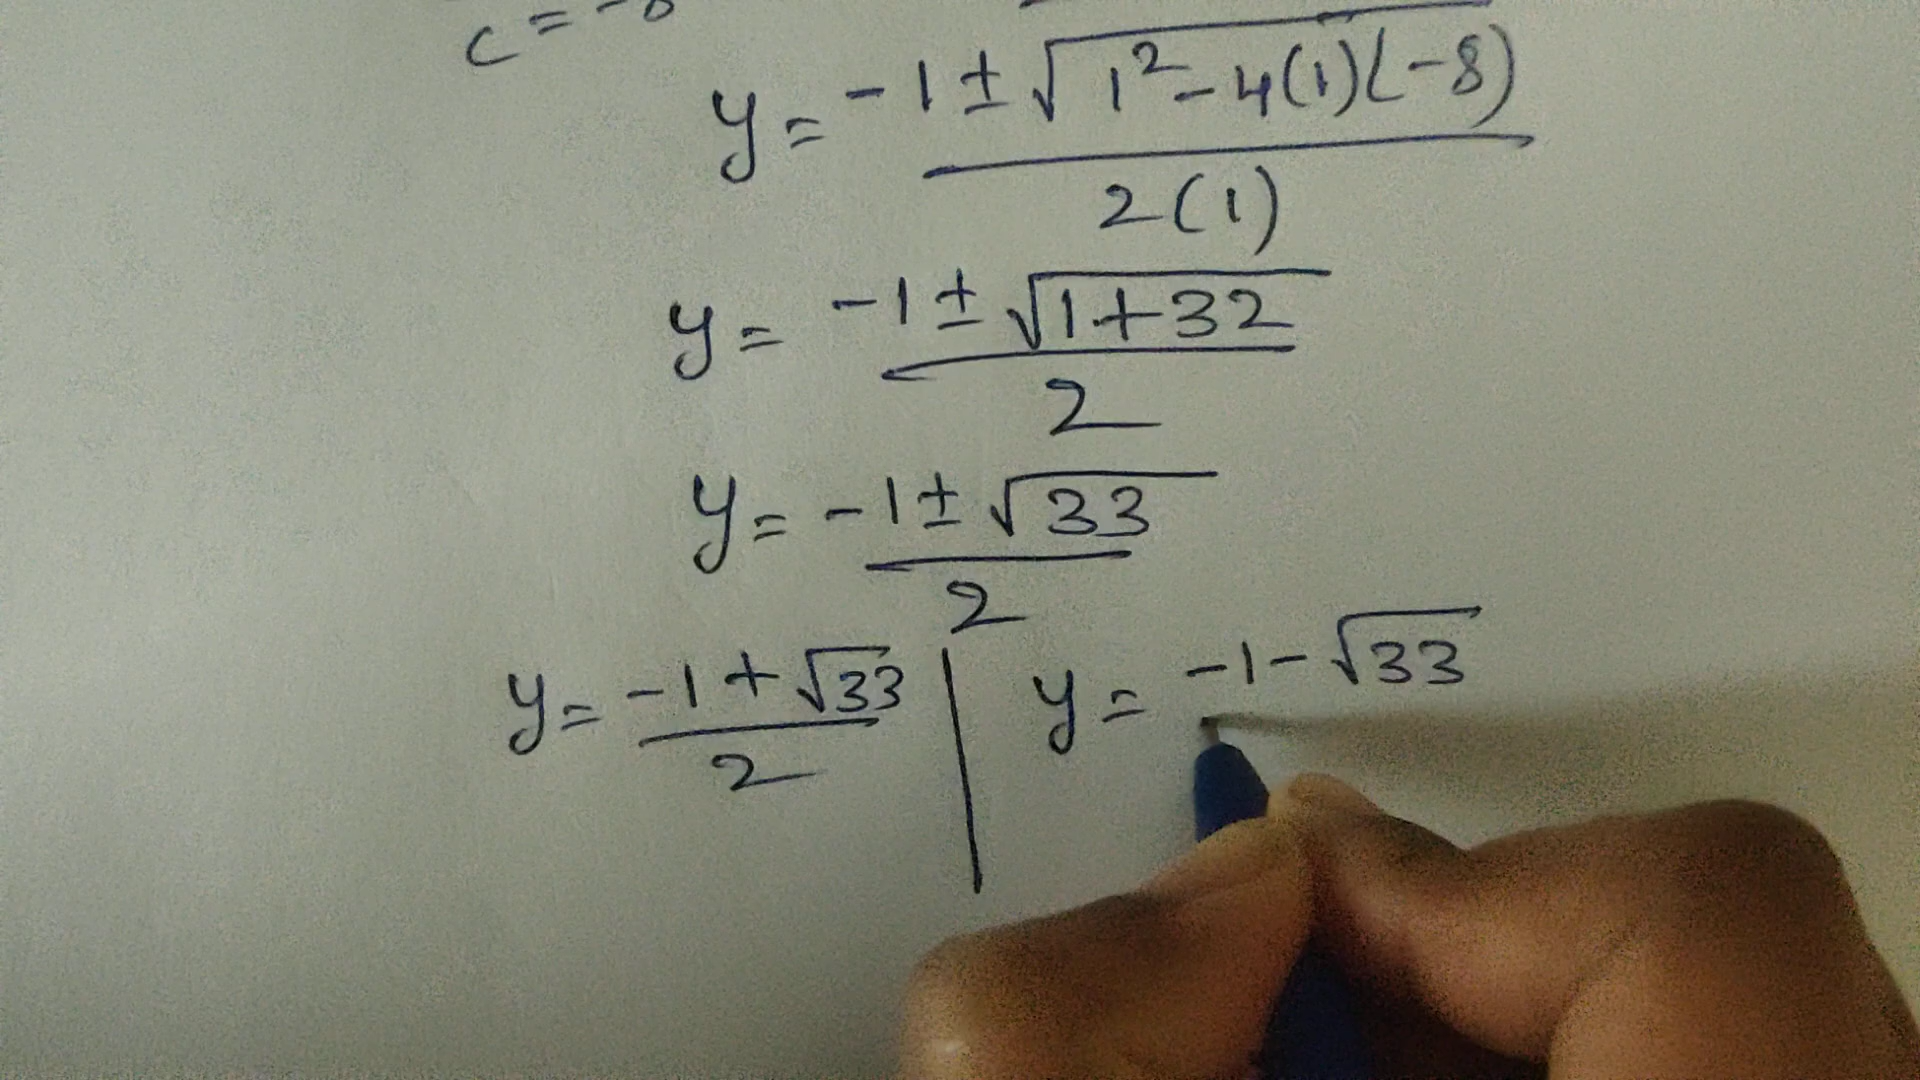 c = -8
y = (-1 ± √(1² - 4(1)(-8))) / 2(1)
y = (-1 ± √(1+32)) / 2
y = (-1 ± √33) / 2
y = (-1 + √33) / 2 | y = -1 - √33